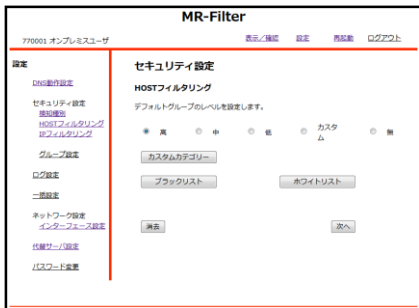 MR-Filter
770001 オンプレミスユーザ
表示/確認 設定 再起動 ログアウト
設定
DNS動作設定
セキュリティ設定
検知種別
HOSTフィルタリング
IPフィルタリング
グループ設定
ログ設定
一括設定
ネットワーク設定
インターフェース設定
代替サーバ設定
パスワード変更
セキュリティ設定
HOSTフィルタリング
デフォルトグループのレベルを設定します。
高 中 低 カスタム 無
カスタムカテゴリー
ブラックリスト ホワイトリスト
消去 次へ